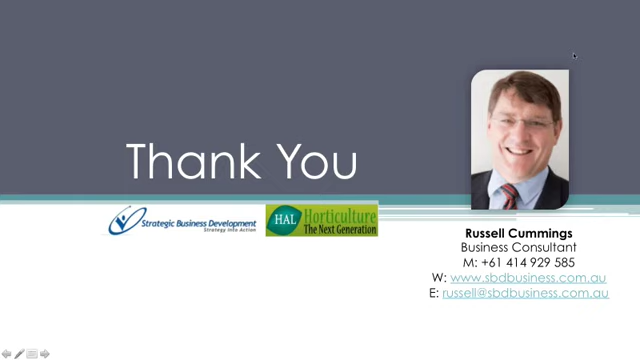 Thank You
Strategic Business Development
Strategy Into Action
HAL Horticulture
The Next Generation
Russell Cummings
Business Consultant
M: +61 414 929 585
W: www.sbdbusiness.com.au
E: russell@sbdbusiness.com.au